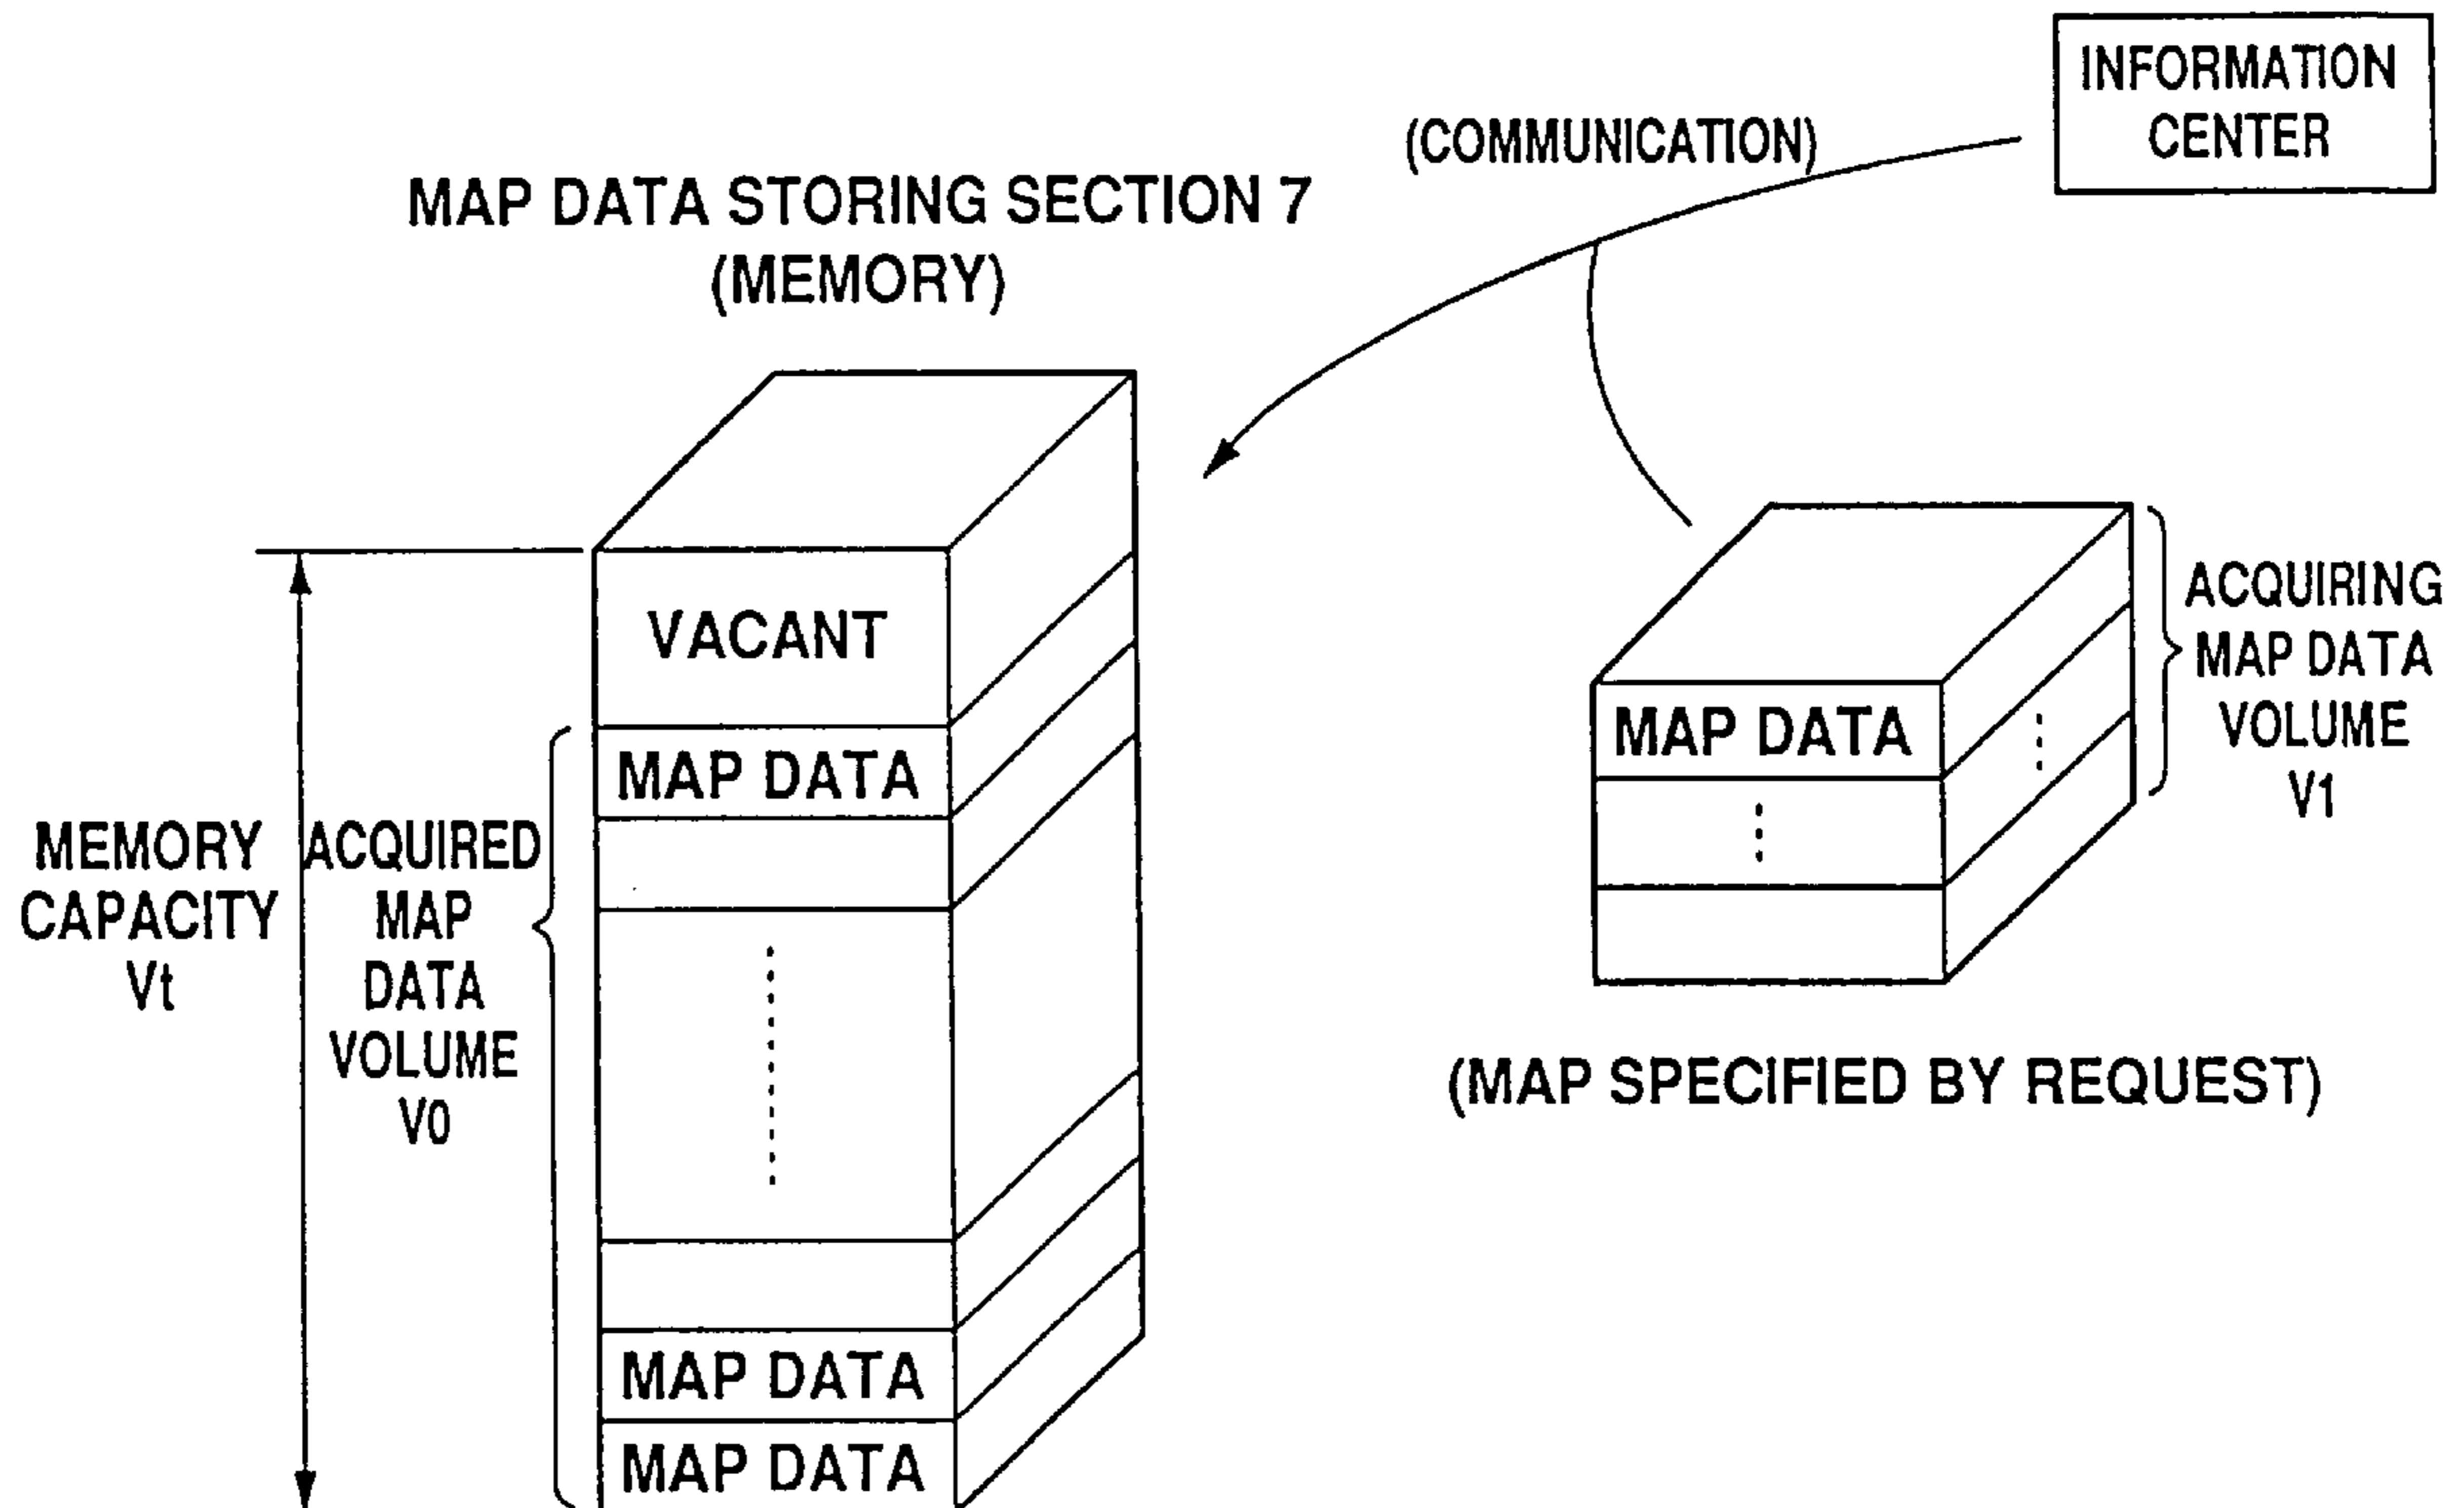 INFORMATION
CENTER
(COMMUNICATION)
MAP DATA STORING SECTION 7
(MEMORY)
VACANT
MAP DATA
MEMORY
CAPACITY
Vt
ACQUIRED
MAP
DATA
VOLUME
V0
MAP DATA
MAP DATA
MAP DATA
ACQUIRING
MAP DATA
VOLUME
V1
(MAP SPECIFIED BY REQUEST)